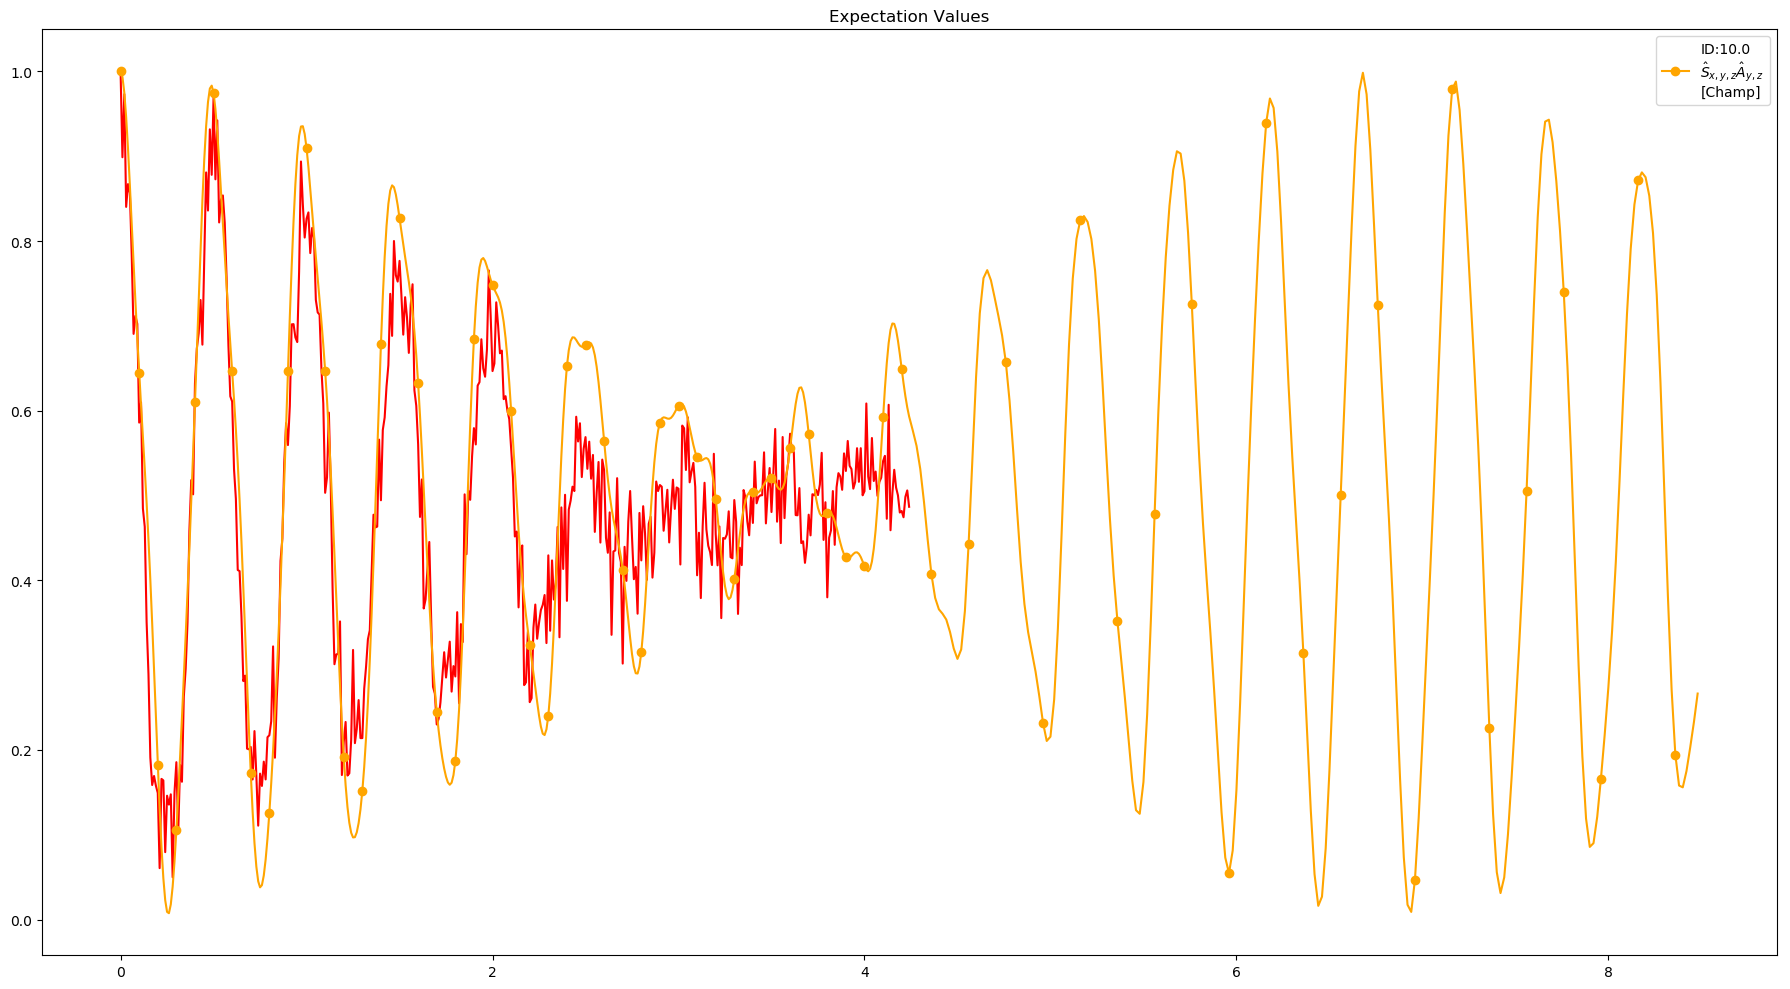 Expectation Values
ID:10.0
$\hat{S}_{x,y,z}\hat{A}_{y,z}$
[Champ]
1.0
0.8
0.6
0.4
0.2
0.0
0 2 4 6 8